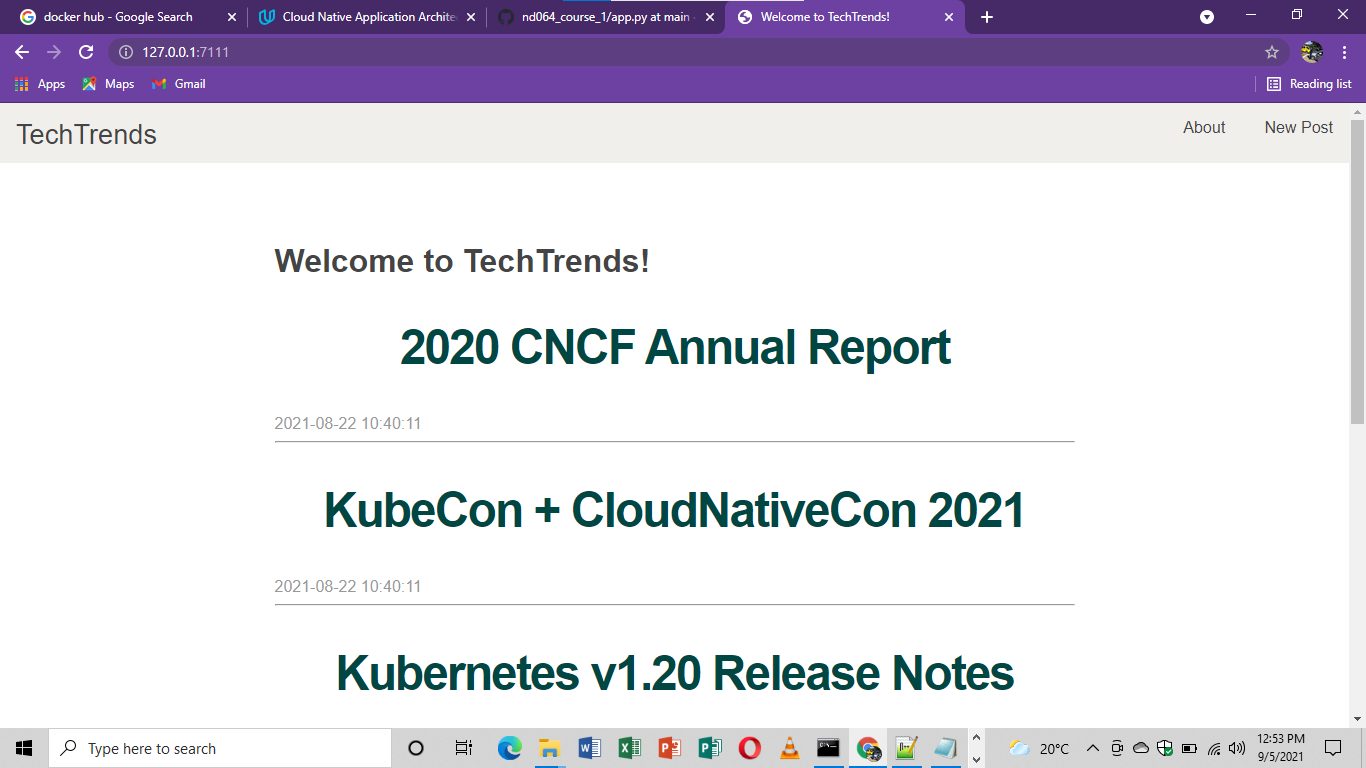 docker hub - Google Search
Cloud Native Application Archite
nd064_course_1/app.py at main
Welcome to TechTrends!
127.0.0.1:7111
Apps
Maps
Gmail
Reading list
TechTrends
About
New Post
Welcome to TechTrends!
2020 CNCF Annual Report
2021-08-22 10:40:11
KubeCon + CloudNativeCon 2021
2021-08-22 10:40:11
Kubernetes v1.20 Release Notes
Type here to search
20°C
12:53 PM
9/5/2021